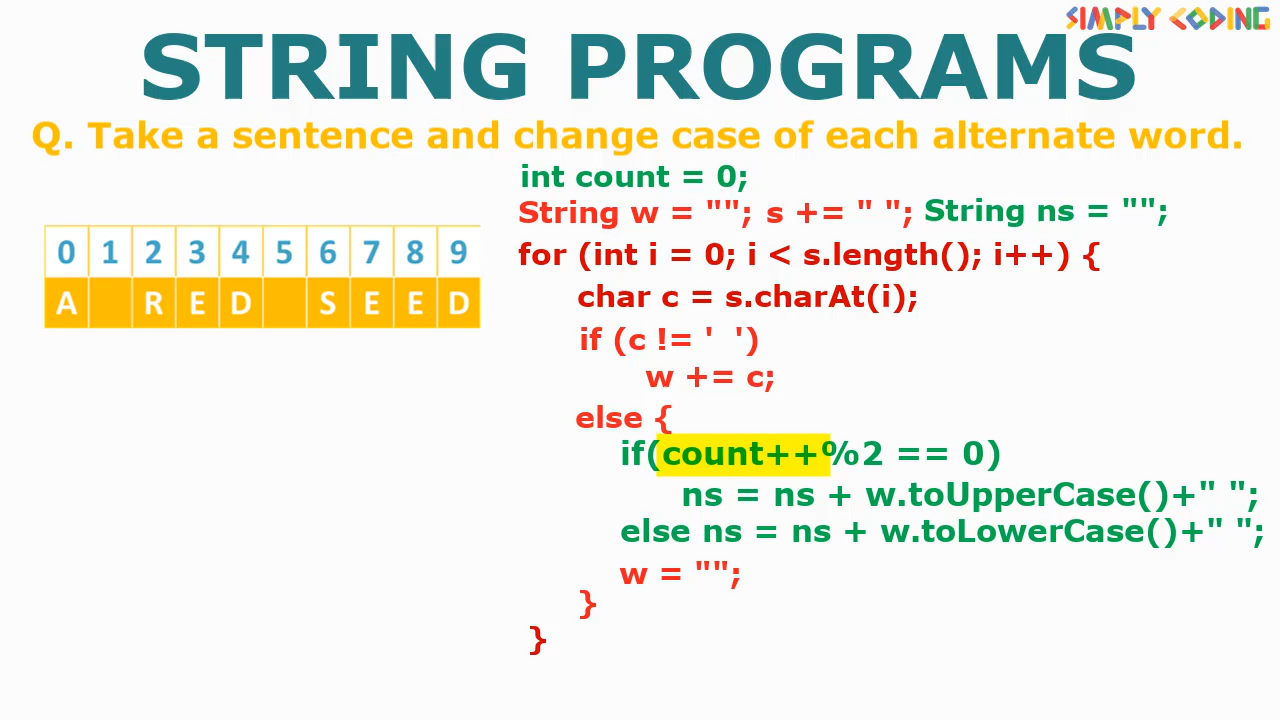 SIMPLY CODING
STRING PROGRAMS
Q. Take a sentence and change case of each alternate word.
int count = 0;
String w = ""; s += " "; String ns = "";
for (int i = 0; i < s.length(); i++) {
char c = s.charAt(i);
if (c != ' ')
w += c;
else {
if(count++%2 == 0)
ns = ns + w.toUpperCase()+" ";
else ns = ns + w.toLowerCase()+" ";
w = "";
}
}
0 1 2 3 4 5 6 7 8 9
A R E D S E E D